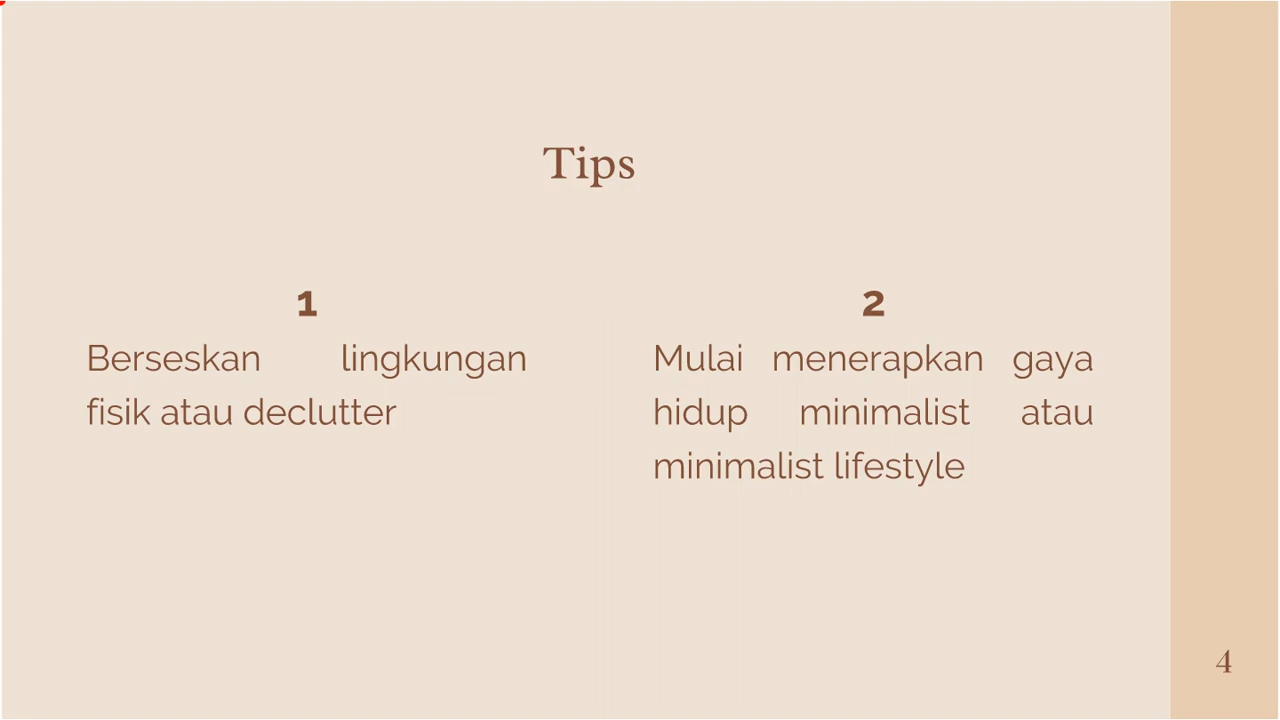 Tips
1
Berseskan lingkungan
fisik atau declutter
2
Mulai menerapkan gaya
hidup minimalist atau
minimalist lifestyle
4